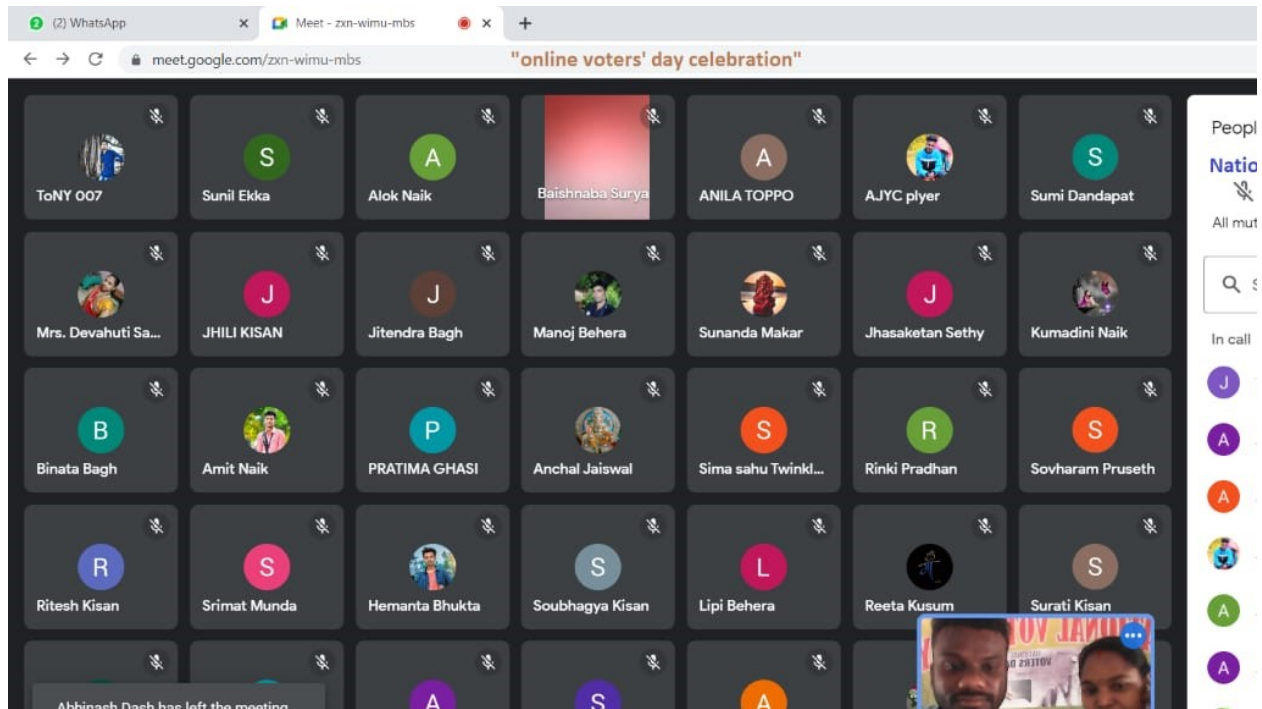 (2) WhatsApp
Meet - zxn-wimu-mbs
meet.google.com/zxn-wimu-mbs
"online voters' day celebration"
ToNY 007
Sunil Ekka
Alok Naik
Baishnaba Surya
ANILA TOPPO
AJYC plyer
Sumi Dandapat
Peopl
Natio
All mut
Mrs. Devahuti Sa...
JHILI KISAN
Jitendra Bagh
Manoj Behera
Sunanda Makar
Jhasaketan Sethy
Kumadini Naik
In call
Binata Bagh
Amit Naik
PRATIMA GHASI
Anchal Jaiswal
Sima sahu Twinkl...
Rinki Pradhan
Sovharam Pruseth
Ritesh Kisan
Srimat Munda
Hemanta Bhukta
Soubhagya Kisan
Lipi Behera
Reeta Kusum
Surati Kisan
Abhinash Dash has left the meeting